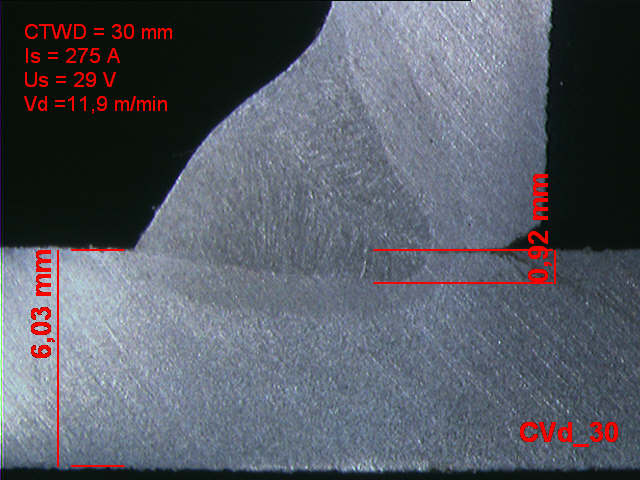 CTWD = 30 mm
Is = 275 A
Us = 29 V
Vd =11,9 m/min
0,92 mm
6,03 mm
CVd_30